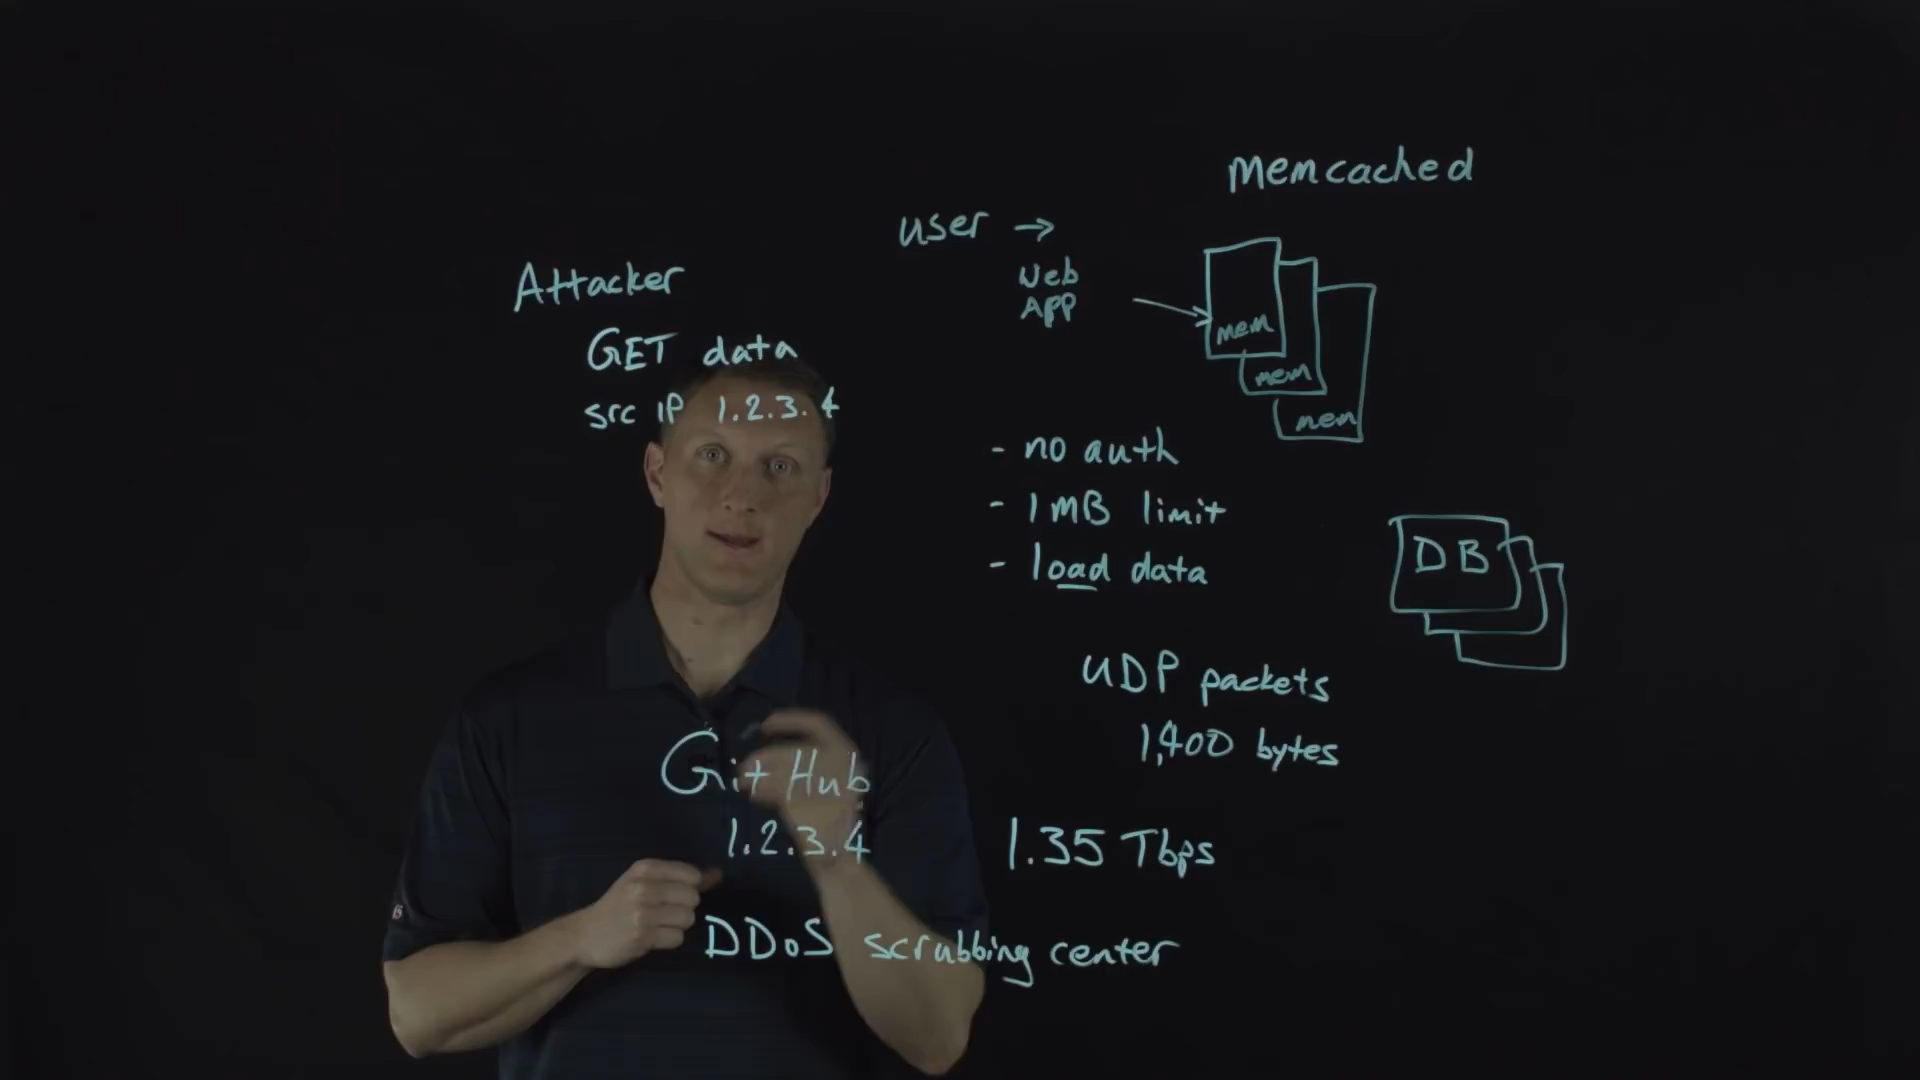 memcached
user →
Web
APP
mem
mem
mem
Attacker
GET data
src IP 1.2.3.4
- no auth
- 1MB limit
- load data
DB
UDP packets
1,400 bytes
GitHub
1.2.3.4
1.35 Tbps
DDoS scrubbing center